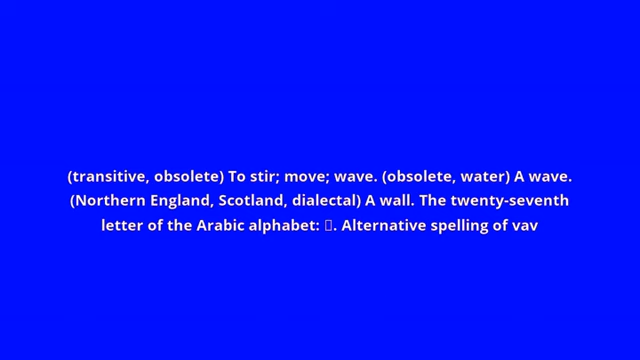 (transitive, obsolete) To stir; move; wave. (obsolete, water) A wave.
(Northern England, Scotland, dialectal) A wall. The twenty-seventh
letter of the Arabic alphabet: ▯. Alternative spelling of vav